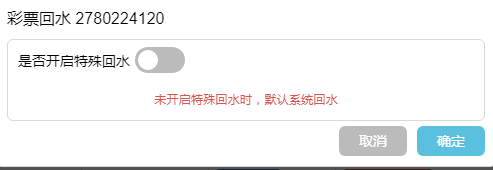 彩票回水 2780224120
是否开启特殊回水
未开启特殊回水时，默认系统回水
取消 确定